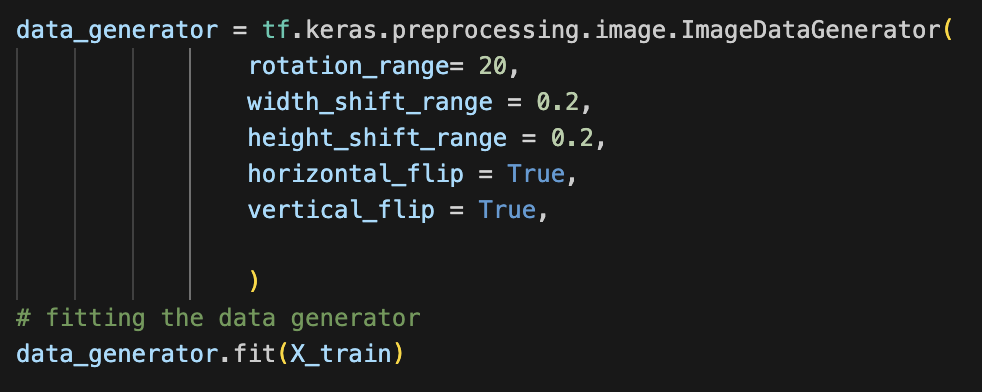 data_generator = tf.keras.preprocessing.image.ImageDataGenerator(
rotation_range= 20,
width_shift_range = 0.2,
height_shift_range = 0.2,
horizontal_flip = True,
vertical_flip = True,
)
# fitting the data generator
data_generator.fit(X_train)